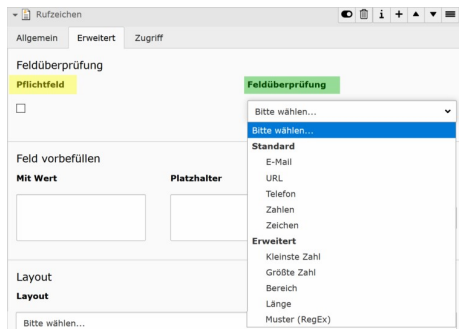 Rufzeichen
Allgemein Erweitert Zugriff
Feldüberprüfung
Pflichtfeld Feldüberprüfung
Bitte wählen...
Bitte wählen...
Standard
E-Mail
URL
Telefon
Zahlen
Zeichen
Erweitert
Kleinste Zahl
Größte Zahl
Bereich
Länge
Muster (RegEx)
Feld vorbefüllen
Mit Wert Platzhalter
Layout
Layout
Bitte wählen...